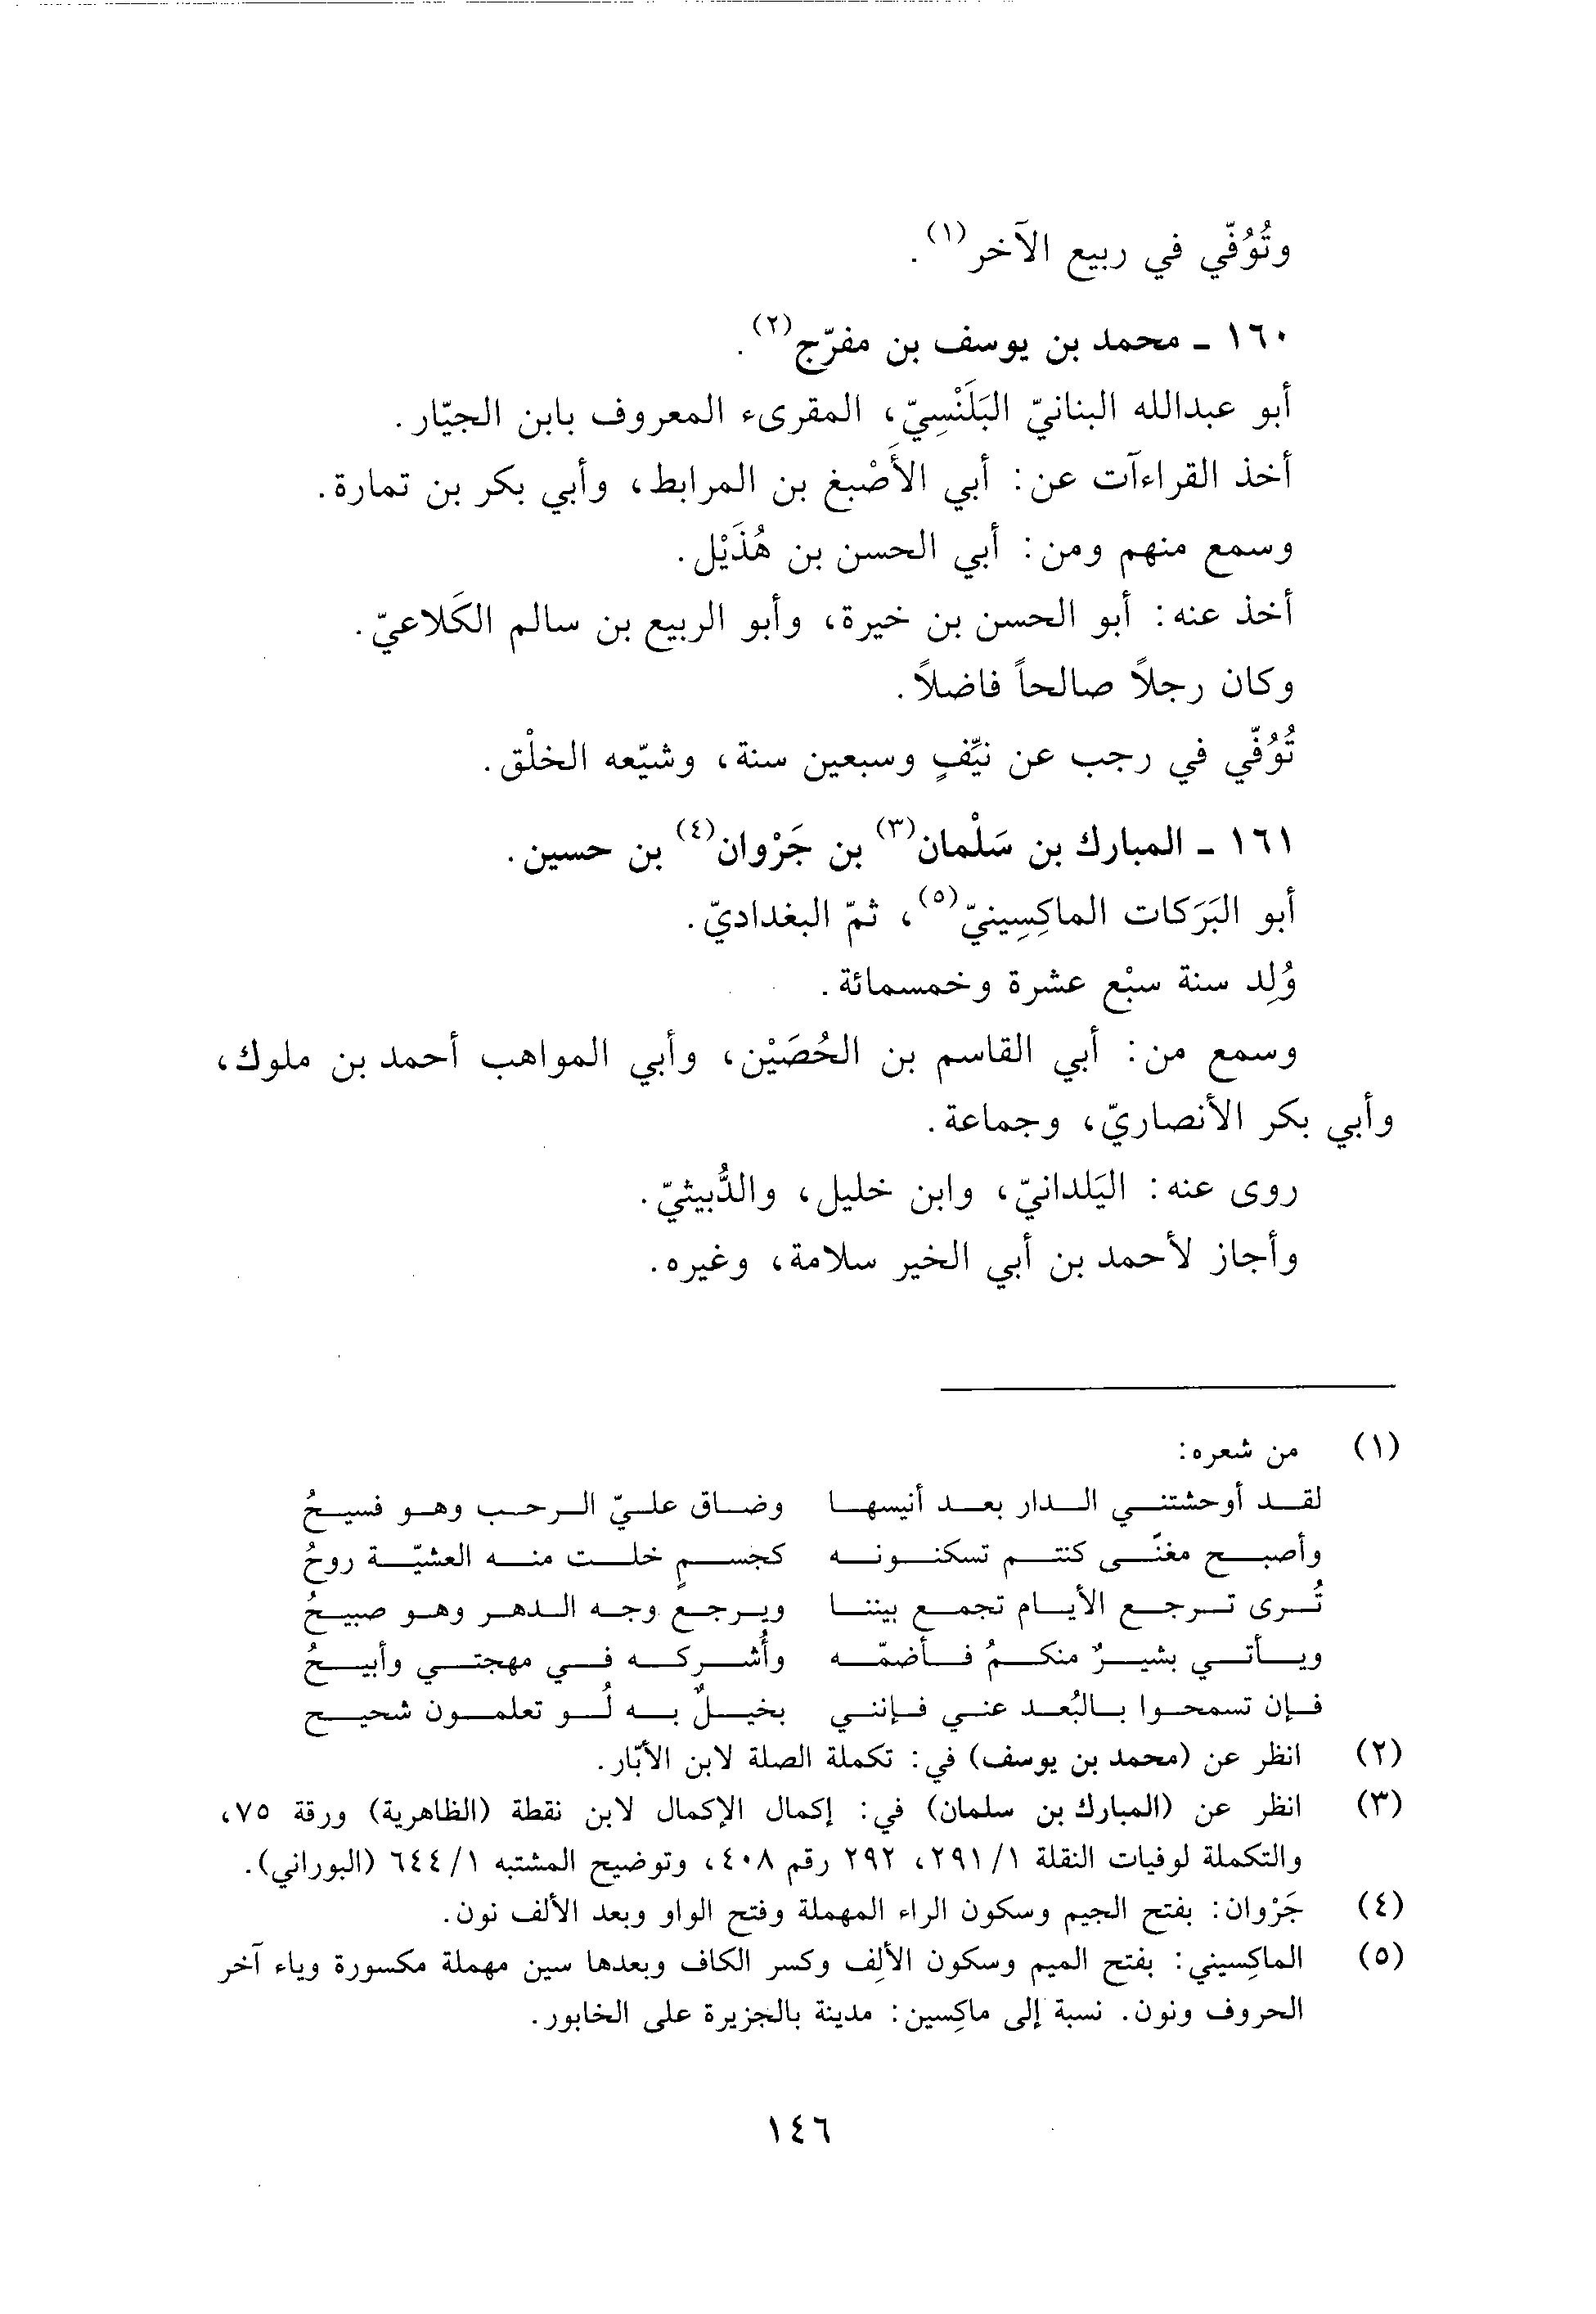 وتُوُفّي في ربيع الآخر(١).
١٦٠ ـ محمد بن يوسف بن مفرّج(٢).
أبو عبدالله البنانيّ البَلَنْسِيّ، المقرىء المعروف بابن الجيّار.
أخذ القراءآت عن: أبي الأَصْبغ بن المرابط، وأبي بكر بن تمارة.
وسمع منهم ومن: أبي الحسن بن هُذَيْل.
أخذ عنه: أبو الحسن بن خيرة، وأبو الربيع بن سالم الكَلاعيّ.
وكان رجلاً صالحاً فاضلاً.
تُوُفّي في رجب عن نيِّفٍ وسبعين سنة، وشيّعه الخلْق.
١٦١ ـ المبارك بن سَلْمان(٣) بن جَرْوان(٤) بن حسين.
أبو البَرَكات الماكِسِينيّ(٥)، ثمّ البغداديّ.
وُلِد سنة سبْع عشرة وخمسمائة.
وسمع من: أبي القاسم بن الحُصَيْن، وأبي المواهب أحمد بن ملوك،
وأبي بكر الأنصاريّ، وجماعة.
روى عنه: اليَلدانيّ، وابن خليل، والدُّبيثيّ.
وأجاز لأحمد بن أبي الخير سلامة، وغيره.
(١) من شعره:
لقد أوحشتني الدار بعد أنيسها وضاق عليّ الرحب وهو فسيحُ
وأصبح مغنّى كنتم تسكنونه كجسمٍ خلت منه العشيّة روحُ
تُرى ترجع الأيام تجمع بيننا ويرجع وجه الدهر وهو صبيحُ
ويأتي بشيرٌ منكمُ فأضمّه وأُشركه في مهجتي وأبيحُ
فإن تسمحوا بالبُعد عني فإنني بخيلٌ به لُو تعلمون شحيح
(٢) انظر عن (محمد بن يوسف) في: تكملة الصلة لابن الأبّار.
(٣) انظر عن (المبارك بن سلمان) في: إكمال الإكمال لابن نقطة (الظاهرية) ورقة ٧٥،
والتكملة لوفيات النقلة ١/ ٢٩١، ٢٩٢ رقم ٤٠٨، وتوضيح المشتبه ١/ ٦٤٤ (البوراني).
(٤) جَرْوان: بفتح الجيم وسكون الراء المهملة وفتح الواو وبعد الألف نون.
(٥) الماكِسيني: بفتح الميم وسكون الألِف وكسر الكاف وبعدها سين مهملة مكسورة وياء آخر
الحروف ونون. نسبة إلى ماكِسين: مدينة بالجزيرة على الخابور.
١٤٦